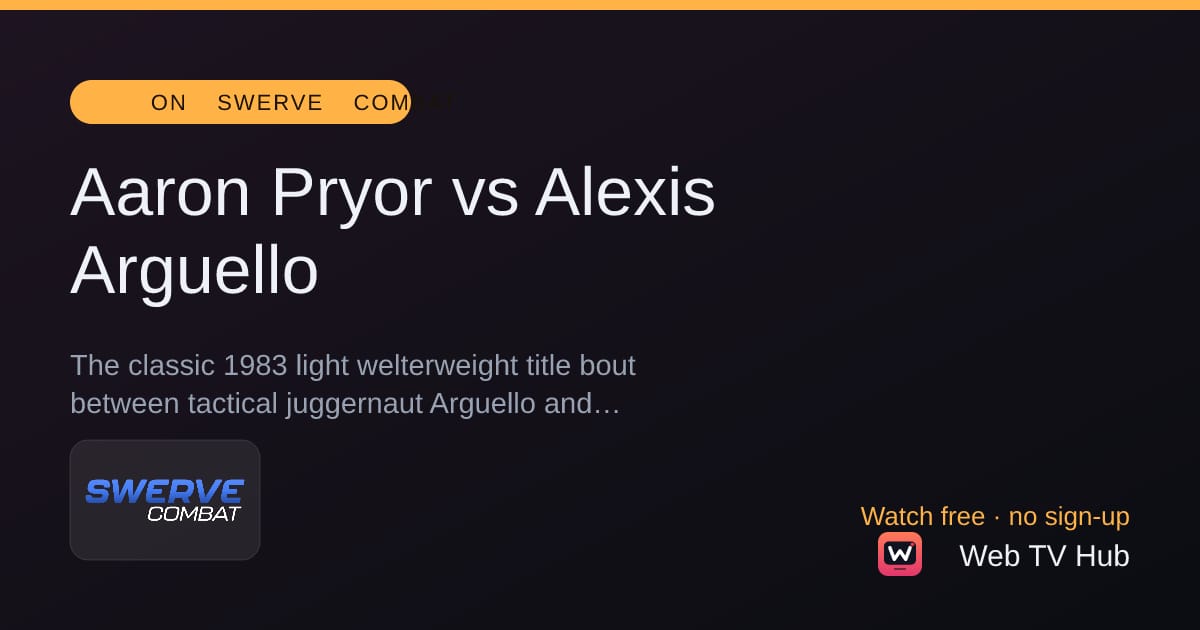 ON SWERVE COMBAT
Aaron Pryor vs Alexis
Arguello
The classic 1983 light welterweight title bout
between tactical juggernaut Arguello and…
SWERVE
COMBAT
Watch free · no sign-up
W
Web TV Hub